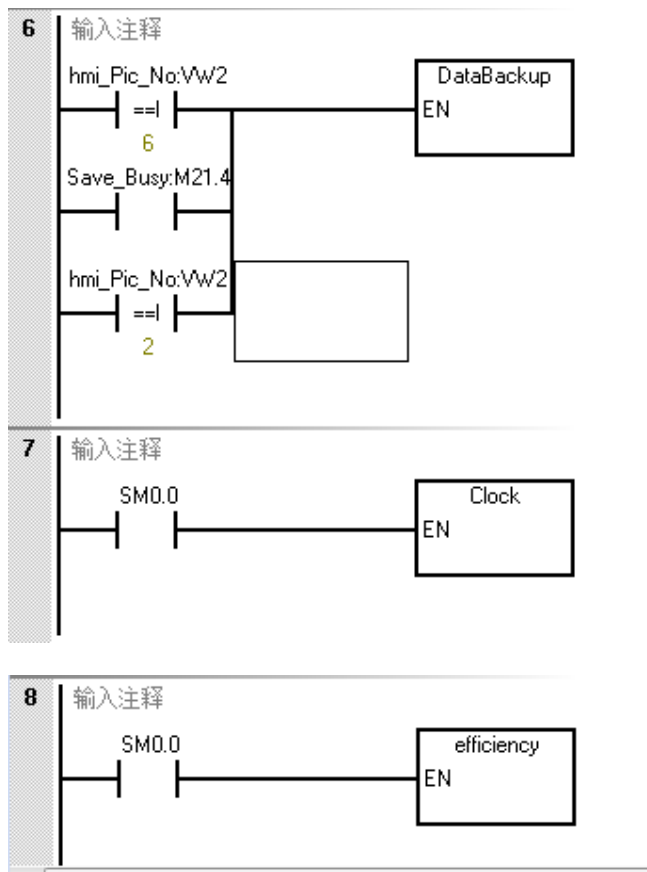 6 输入注释
hmi_Pic_No:VW2
DataBackup
==I
EN
6
Save_Busy:M21.4
hmi_Pic_No:VW2
==I
2
7 输入注释
SM0.0
Clock
EN
8 输入注释
SM0.0
efficiency
EN